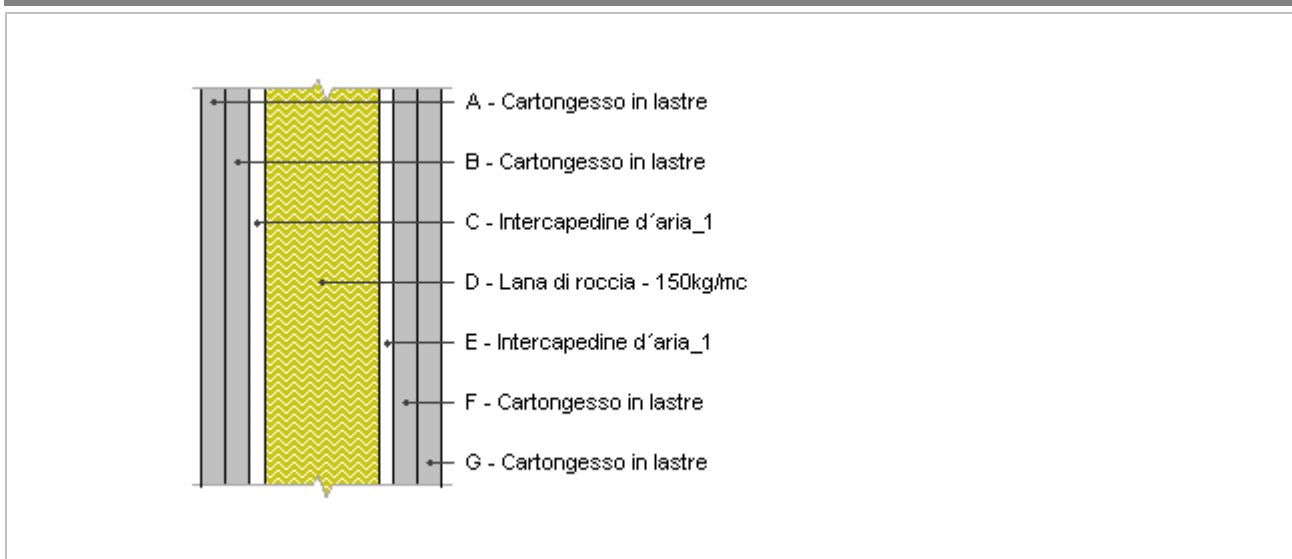 A - Cartongesso in lastre
B - Cartongesso in lastre
C - Intercapedine d´aria_1
D - Lana di roccia - 150kg/mc
E - Intercapedine d´aria_1
F - Cartongesso in lastre
G - Cartongesso in lastre